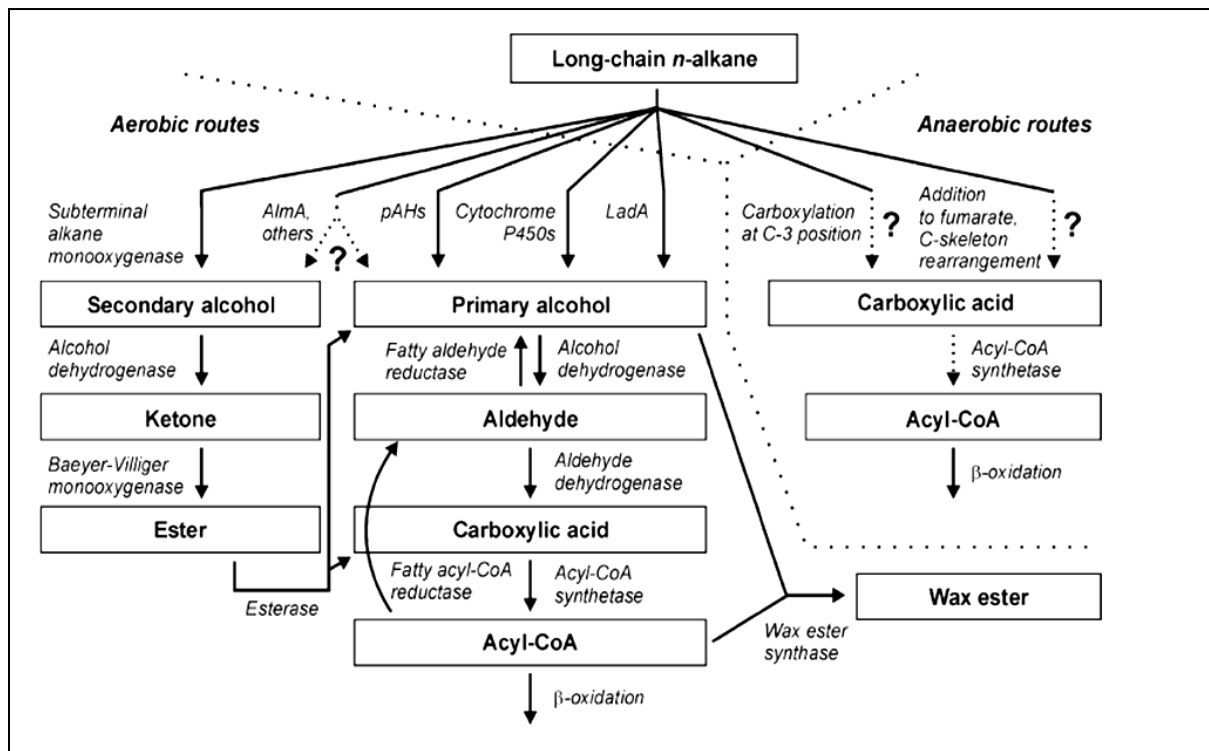 Long-chain n-alkane
Aerobic routes
Anaerobic routes
Subterminal
alkane
monooxygenase
AlmA,
others
?
pAHs
Cytochrome
P450s
LadA
Carboxylation
at C-3 position
?
Addition
to fumarate,
C-skeleton
rearrangement
?
Secondary alcohol
Primary alcohol
Carboxylic acid
Alcohol
dehydrogenase
Fatty aldehyde
reductase
Alcohol
dehydrogenase
Acyl-CoA
synthetase
Ketone
Aldehyde
Acyl-CoA
Baeyer-Villiger
monooxygenase
Aldehyde
dehydrogenase
β-oxidation
Ester
Carboxylic acid
Esterase
Fatty acyl-CoA
reductase
Acyl-CoA
synthetase
Wax ester
Acyl-CoA
Wax ester
synthase
β-oxidation